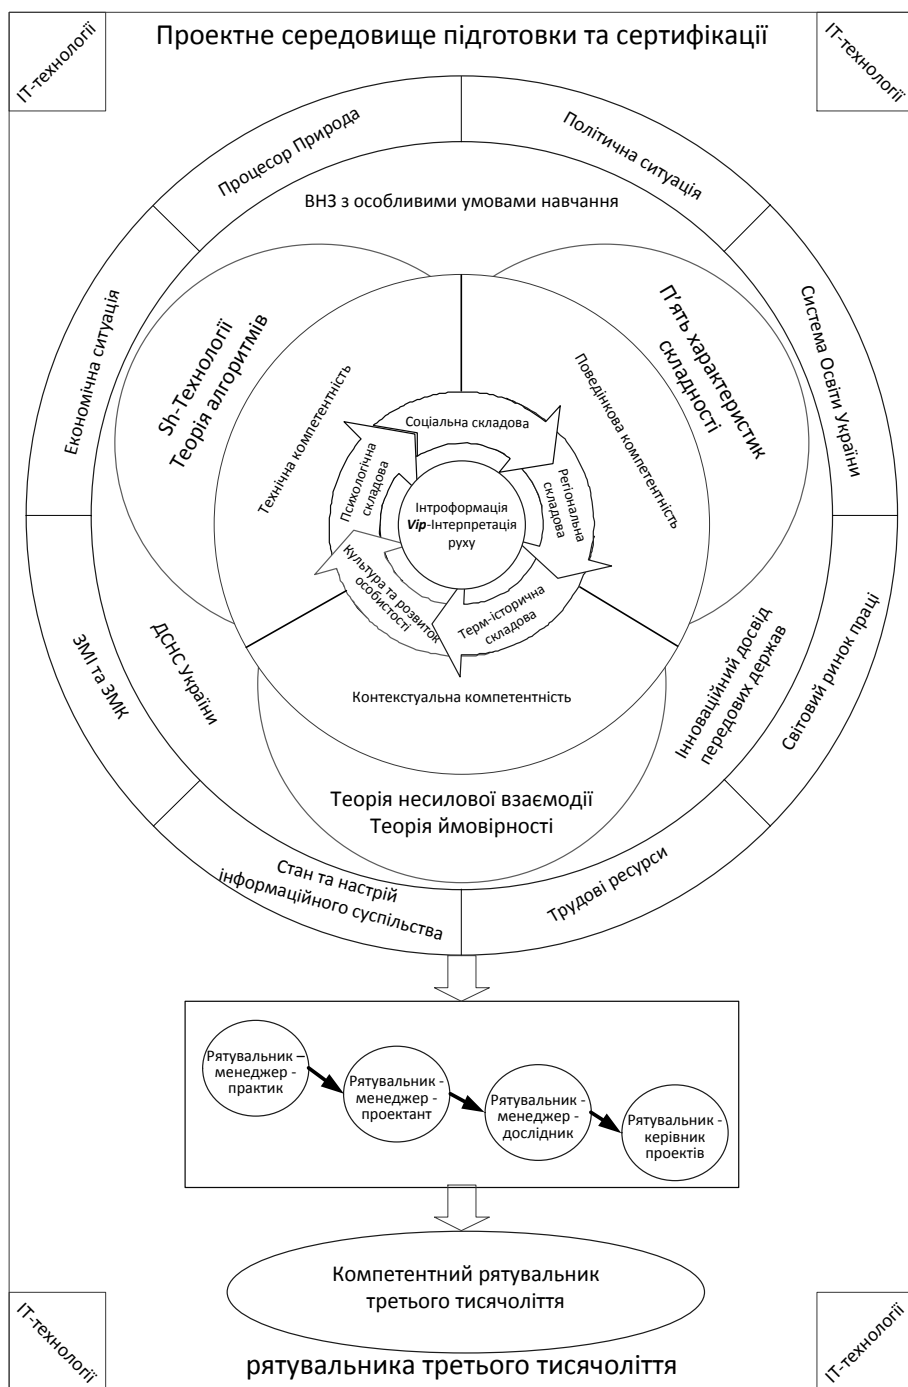 ІТ-технології
Проектне середовище підготовки та сертифікації
ІТ-технології
Процесор Природа
Політична ситуація
ВНЗ з особливими умовами навчання
Економічна ситуація
Система Освіти України
Sh-Технології
Теорія алгоритмів
П’ять характеристик
складності
Технічна компетентність
Поведінкова компетентність
Соціальна складова
Психологічна
складова
Регіональна
складова
Інтроформація
Vip-Інтерпретація
руху
Культура та розвиток
особистості
Терм-історична
складова
Контекстуальна компетентність
ЗМІ та ЗМК
ДСНС України
Інноваційний досвід
передових держав
Світовий ринок праці
Теорія несилової взаємодії
Теорія ймовірності
Стан та настрій
інформаційного суспільства
Трудові ресурси
Рятувальник –
менеджер -
практик
Рятувальник -
менеджер -
проектант
Рятувальник -
менеджер -
дослідник
Рятувальник -
керівник
проектів
Компетентний рятувальник
третього тисячоліття
ІТ-технології
рятувальника третього тисячоліття
ІТ-технології